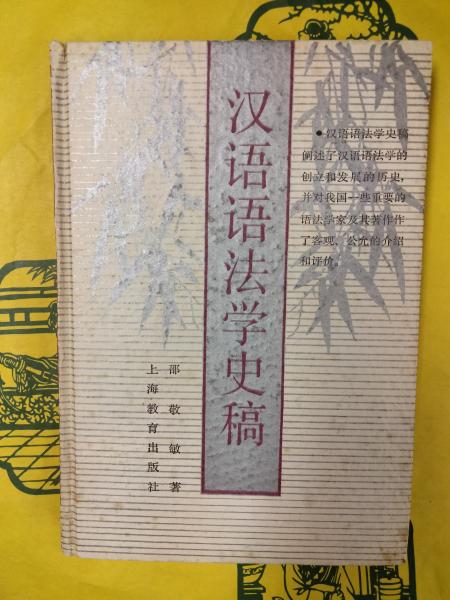 汉语语法学史稿
●汉语语法学史稿
阐述了汉语语法学的
创立和发展的历史，
并对我国一些重要的
语法学家及其著作作
了客观、公允的介绍
和评价。
邵敬敏著
上海教育出版社